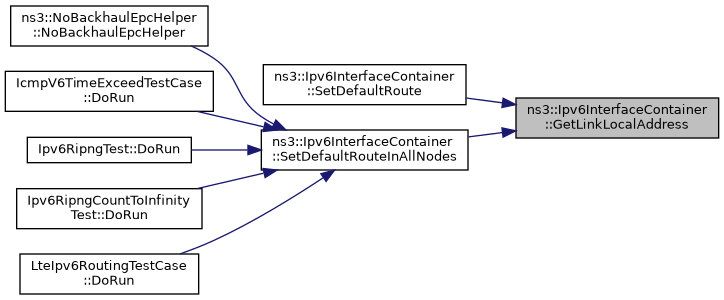 ns3::NoBackhaulEpcHelper
::NoBackhaulEpcHelper
IcmpV6TimeExceedTestCase
::DoRun
Ipv6RipngTest::DoRun
Ipv6RipngCountToInfinity
Test::DoRun
LteIpv6RoutingTestCase
::DoRun
ns3::Ipv6InterfaceContainer
::SetDefaultRoute
ns3::Ipv6InterfaceContainer
::SetDefaultRouteInAllNodes
ns3::Ipv6InterfaceContainer
::GetLinkLocalAddress